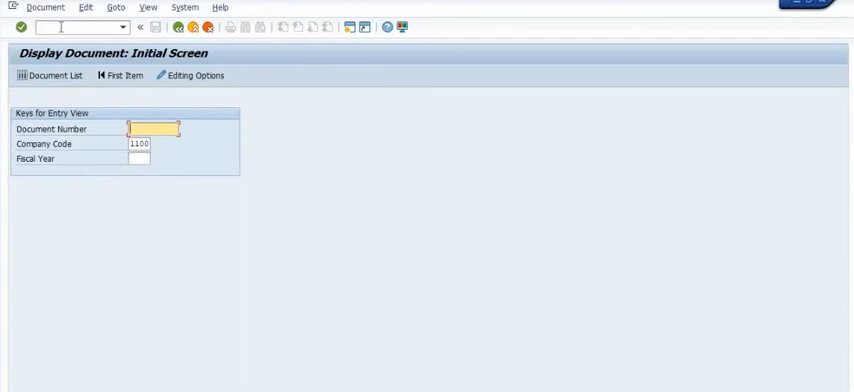 Document Edit Goto View System Help
Display Document: Initial Screen
Document List First Item Editing Options
Keys for Entry View
Document Number
Company Code 1100
Fiscal Year